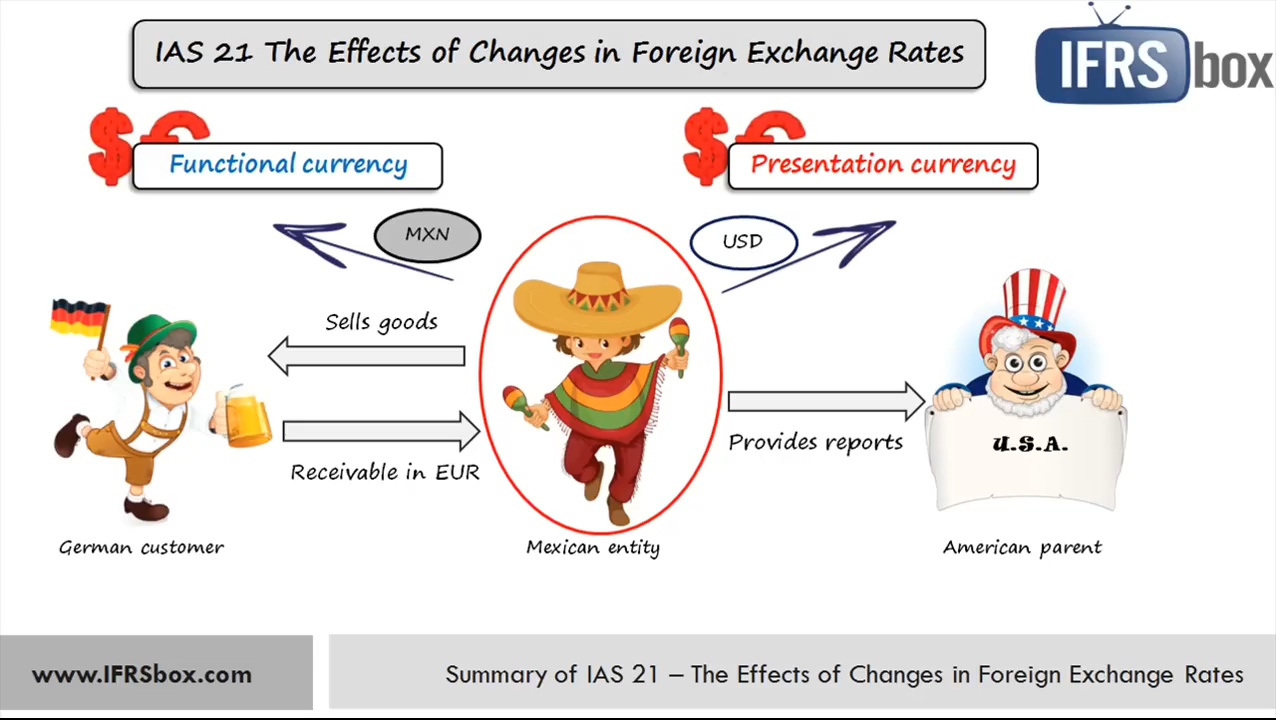 IAS 21 The Effects of Changes in Foreign Exchange Rates
IFRS box
$€ Functional currency
$€ Presentation currency
MXN
USD
Sells goods
Receivable in EUR
Provides reports
U.S.A.
German customer
Mexican entity
American parent
www.IFRSbox.com
Summary of IAS 21 – The Effects of Changes in Foreign Exchange Rates